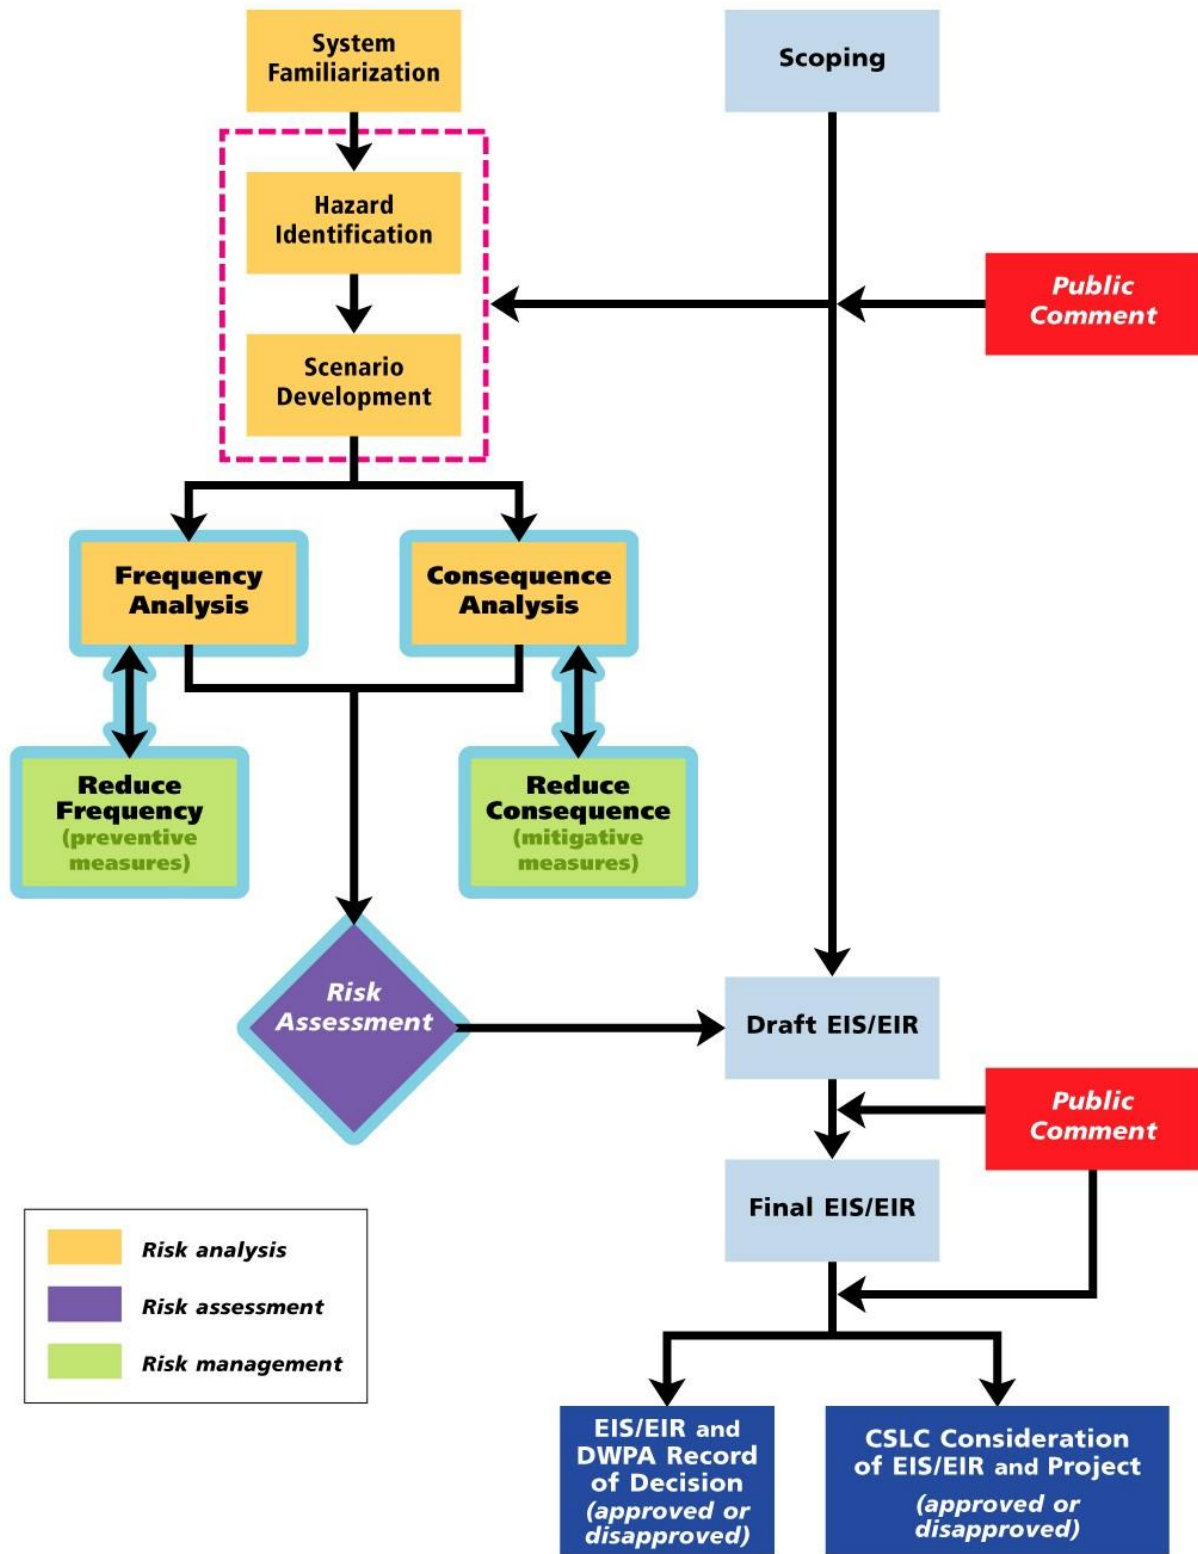 System
Familiarization
Scoping
Hazard
Identification
Public
Comment
Scenario
Development
Frequency
Analysis
Consequence
Analysis
Reduce
Frequency
(preventive
measures)
Reduce
Consequence
(mitigative
measures)
Risk
Assessment
Draft EIS/EIR
Public
Comment
Final EIS/EIR
Risk analysis
Risk assessment
Risk management
EIS/EIR and
DWPA Record
of Decision
(approved or
disapproved)
CSLC Consideration
of EIS/EIR and Project
(approved or
disapproved)